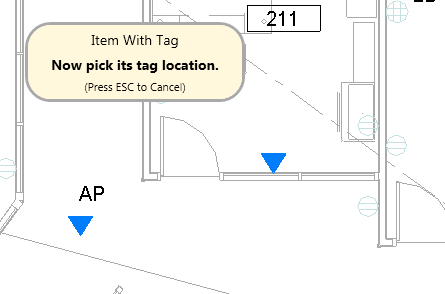 211
Item With Tag
Now pick its tag location.
(Press ESC to Cancel)
AP